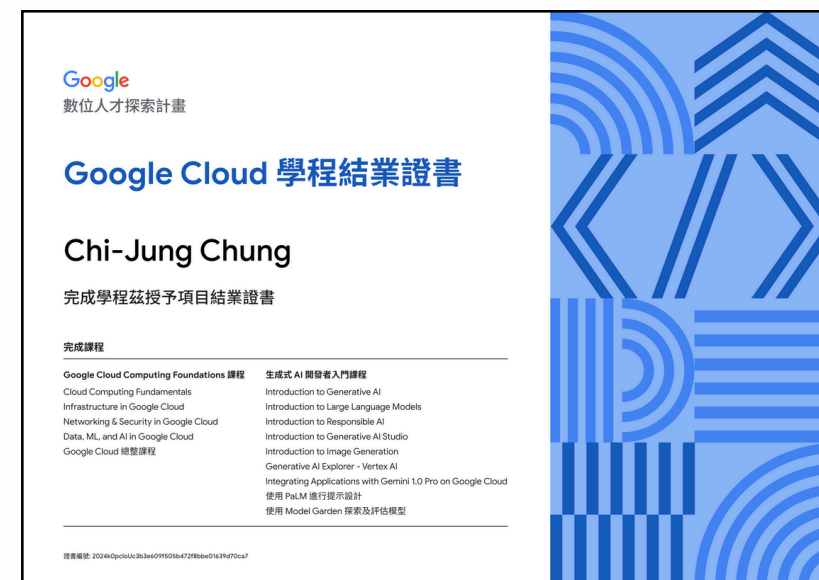 Google
數位人才探索計畫
Google Cloud 學程結業證書
Chi-Jung Chung
完成學程茲授予項目結業證書
完成課程
Google Cloud Computing Foundations 課程
Cloud Computing Fundamentals
Infrastructure in Google Cloud
Networking & Security in Google Cloud
Data, ML, and AI in Google Cloud
Google Cloud 總整課程
生成式 AI 開發者入門課程
Introduction to Generative AI
Introduction to Large Language Models
Introduction to Responsible AI
Introduction to Generative AI Studio
Introduction to Image Generation
Generative AI Explorer - Vertex AI
Integrating Applications with Gemini 1.0 Pro on Google Cloud
使用 PaLM 進行提示設計
使用 Model Garden 探索及評估模型
證書編號: 2024k0pcIoUc3b3e609f505b472f8bbe01639d70ca7